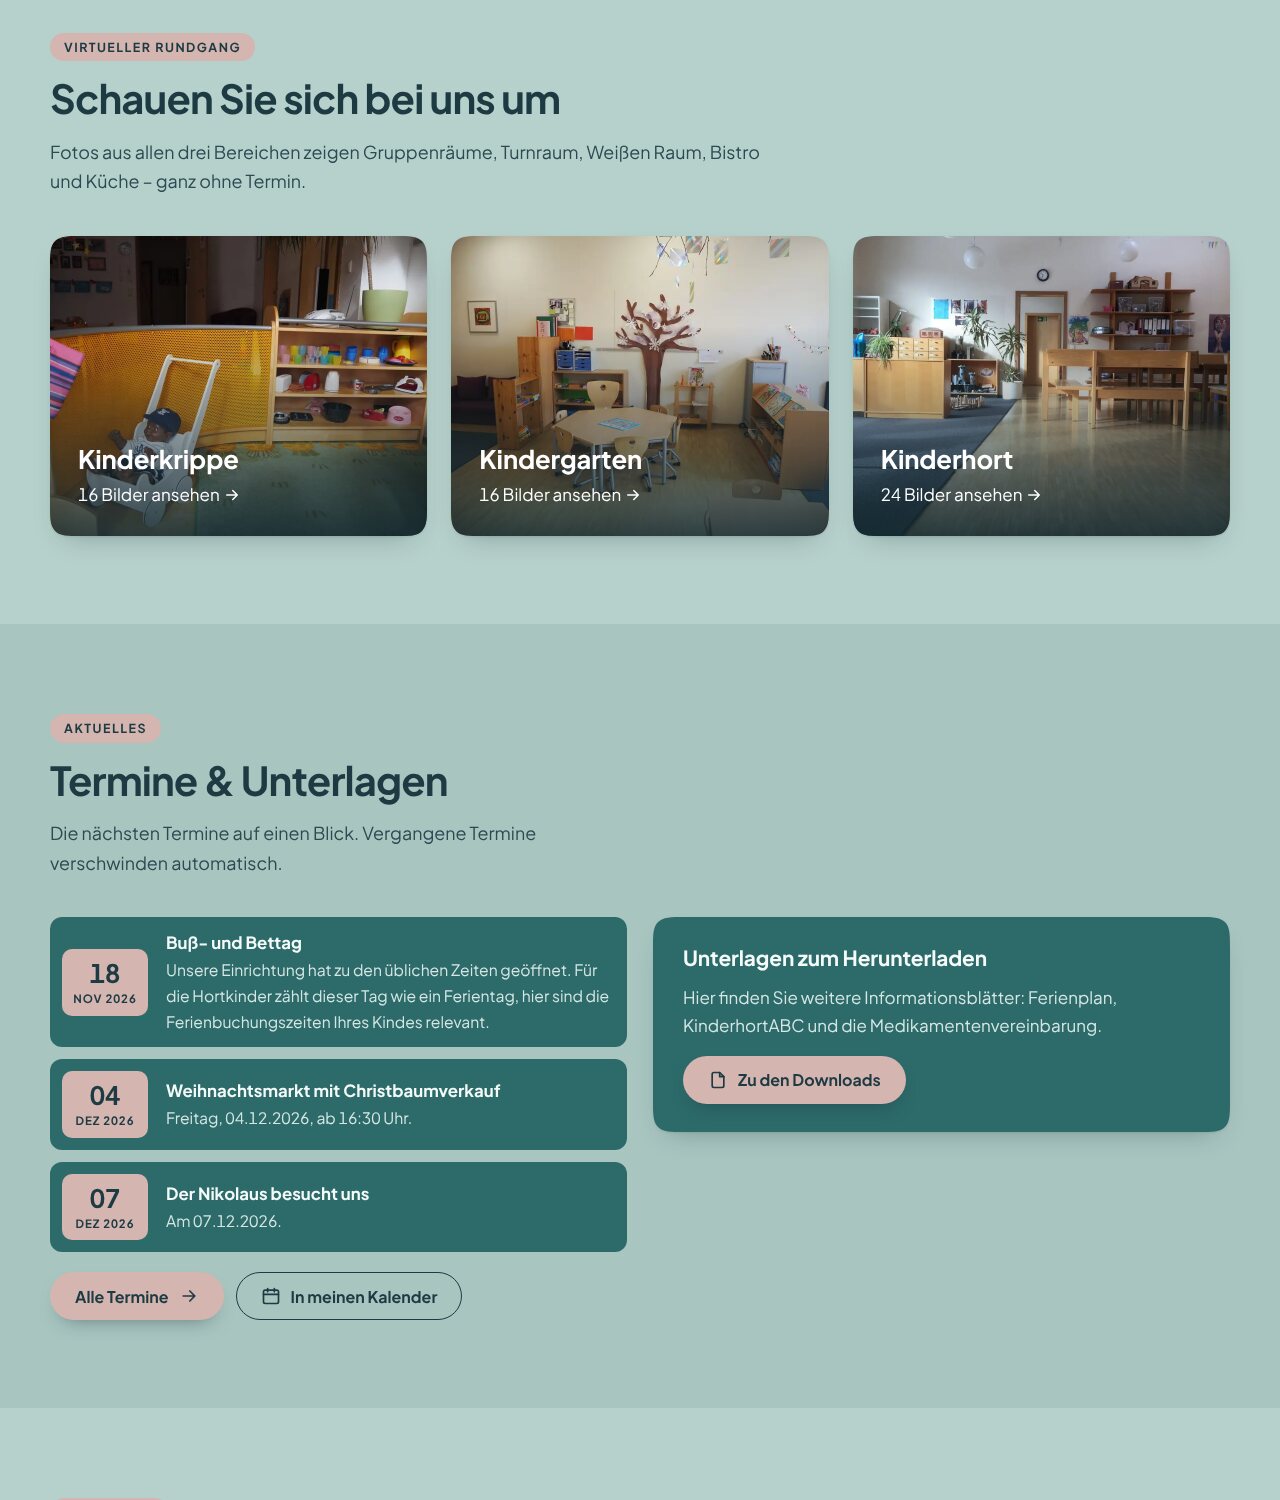 VIRTUELLER RUNDGANG
Schauen Sie sich bei uns um
Fotos aus allen drei Bereichen zeigen Gruppenräume, Turnraum, Weißen Raum, Bistro
und Küche – ganz ohne Termin.
Kinderkrippe
16 Bilder ansehen →
Kindergarten
16 Bilder ansehen →
Kinderhort
24 Bilder ansehen →
AKTUELLES
Termine & Unterlagen
Die nächsten Termine auf einen Blick. Vergangene Termine
verschwinden automatisch.
18
NOV 2026
Buß- und Bettag
Unsere Einrichtung hat zu den üblichen Zeiten geöffnet. Für
die Hortkinder zählt dieser Tag wie ein Ferientag, hier sind die
Ferienbuchungszeiten Ihres Kindes relevant.
04
DEZ 2026
Weihnachtsmarkt mit Christbaumverkauf
Freitag, 04.12.2026, ab 16:30 Uhr.
07
DEZ 2026
Der Nikolaus besucht uns
Am 07.12.2026.
Alle Termine →
In meinen Kalender
Unterlagen zum Herunterladen
Hier finden Sie weitere Informationsblätter: Ferienplan,
KinderhortABC und die Medikamentenvereinbarung.
Zu den Downloads